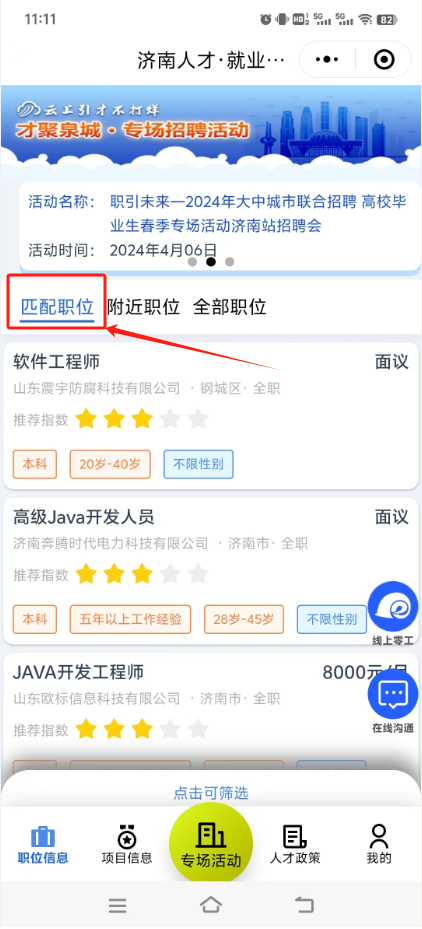 11:11
HD 2 5G 5G 82
济南人才·就业…
云上引才不打烊
才聚泉城·专场招聘活动
活动名称: 职引未来—2024年大中城市联合招聘 高校毕
业生春季专场活动济南站招聘会
活动时间: 2024年04月06日
匹配职位 附近职位 全部职位
软件工程师 面议
山东震宇防腐科技有限公司 · 钢城区· 全职
推荐指数
本科 20岁-40岁 不限性别
高级Java开发人员 面议
济南奔腾时代电力科技有限公司 · 济南市· 全职
推荐指数
本科 五年以上工作经验 28岁-45岁 不限性别
线上零工
JAVA开发工程师 8000元/月
山东欧标信息科技有限公司 · 济南市· 全职
推荐指数
在线沟通
点击可筛选
职位信息 项目信息 专场活动 人才政策 我的